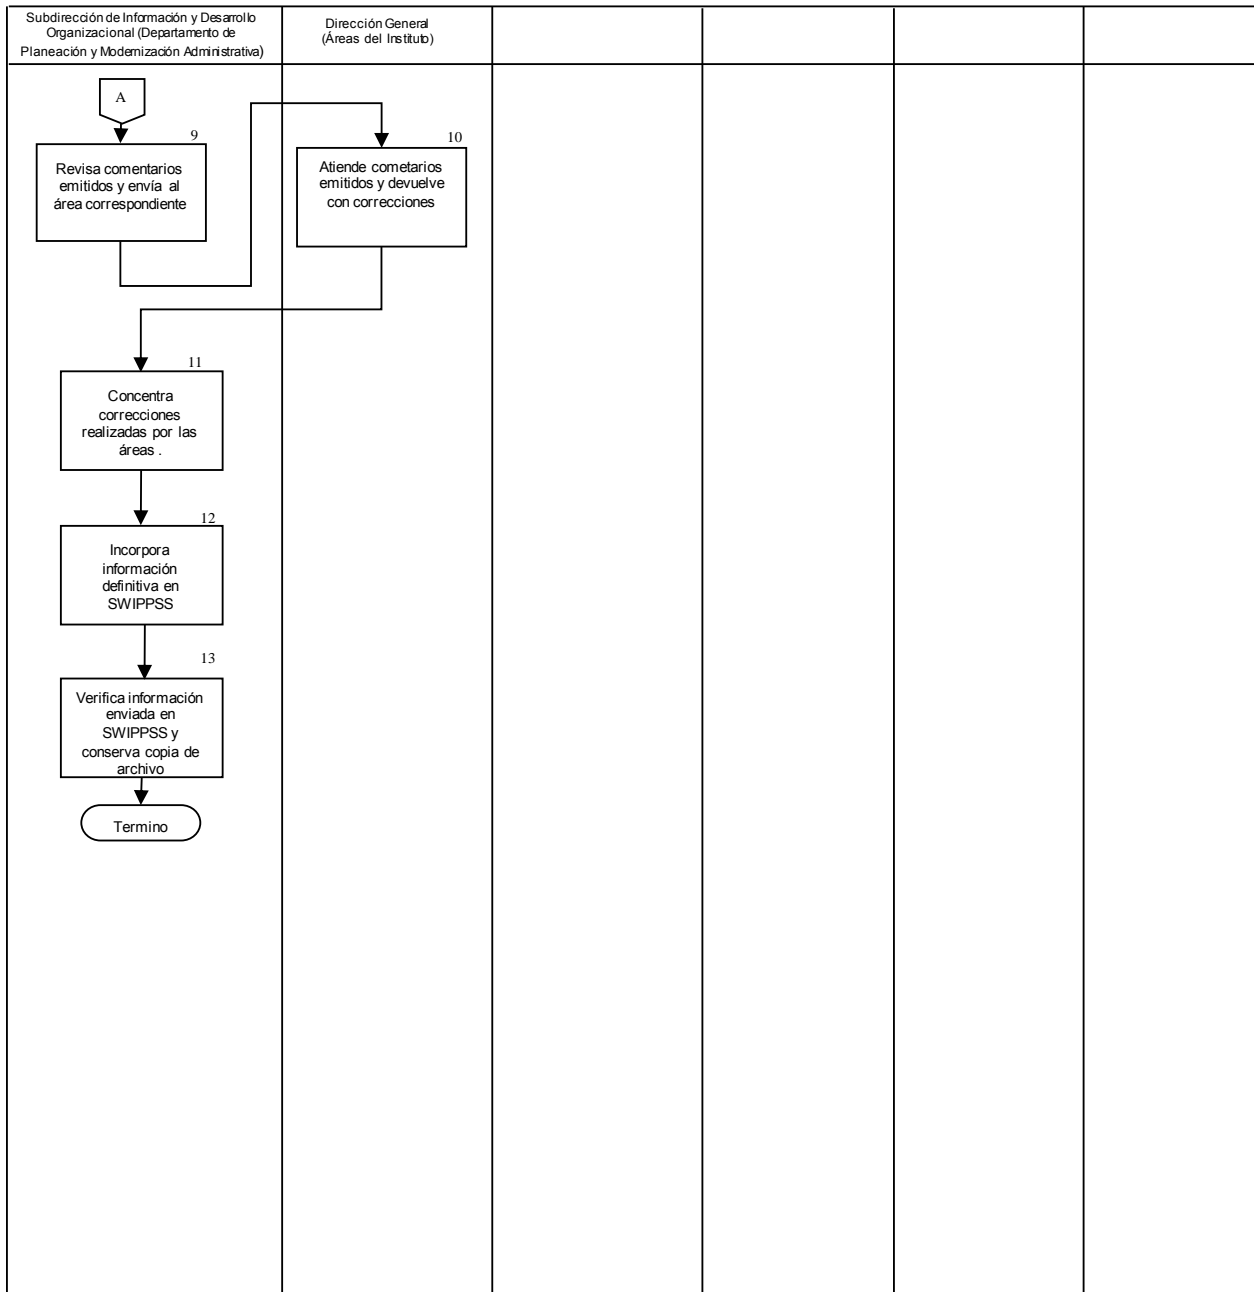 Subdirección de Información y Desarrollo
Organizacional (Departamento de
Planeación y Modernización Administrativa)
Dirección General
(Áreas del Instituto)
A
9
Revisa comentarios
emitidos y envía al
área correspondiente
10
Atiende cometarios
emitidos y devuelve
con correcciones
11
Concentra
correcciones
realizadas por las
áreas .
12
Incorpora
información
definitiva en
SWIPPSS
13
Verifica información
enviada en
SWIPPSS y
conserva copia de
archivo
Termino